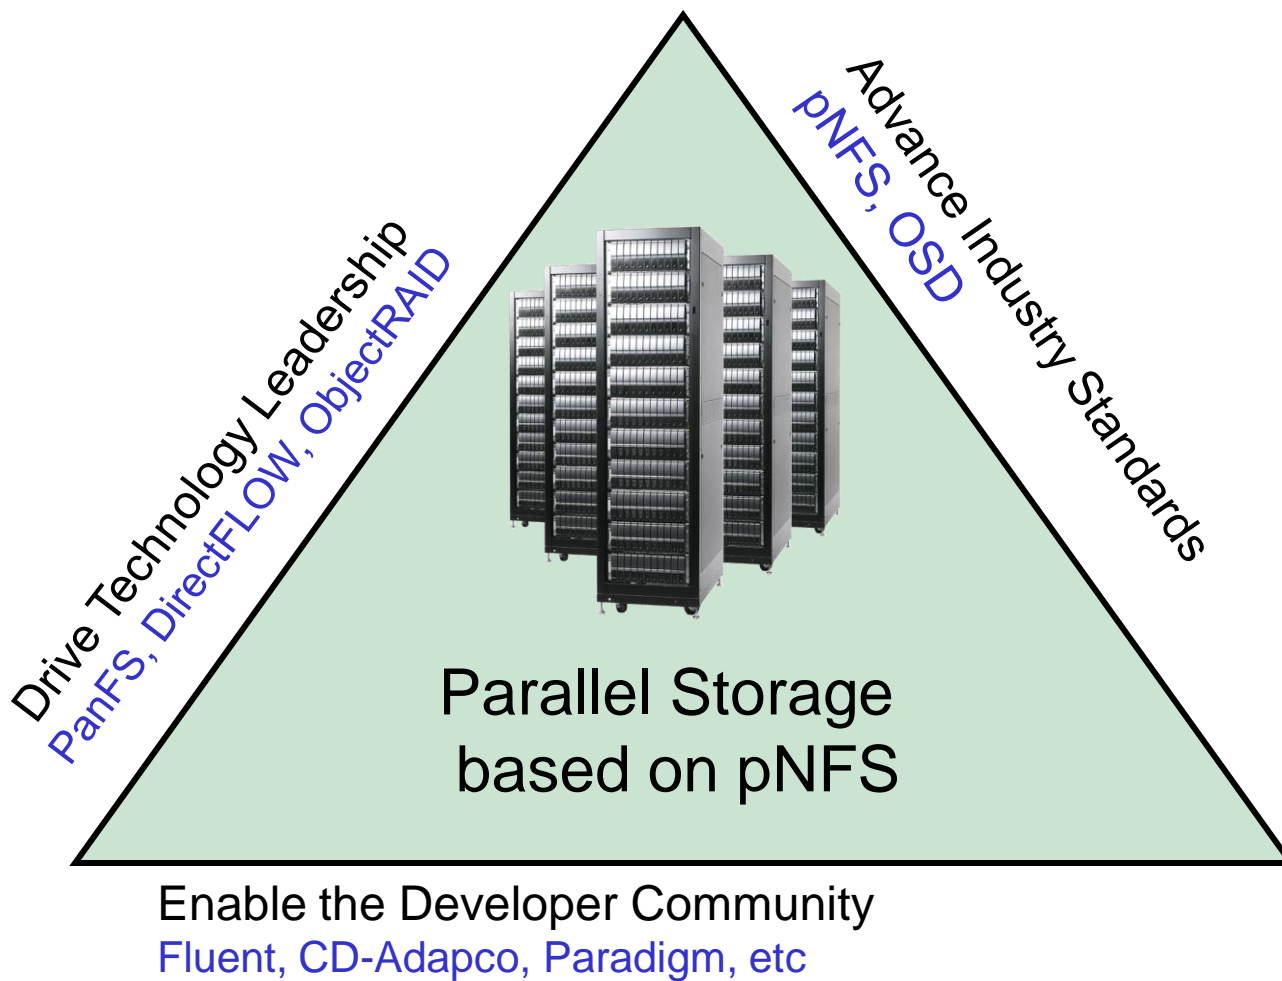 Drive Technology Leadership
PanFS, DirectFLOW, ObjectRAID
Advance Industry Standards
pNFS, OSD
Parallel Storage
based on pNFS
Enable the Developer Community
Fluent, CD-Adapco, Paradigm, etc